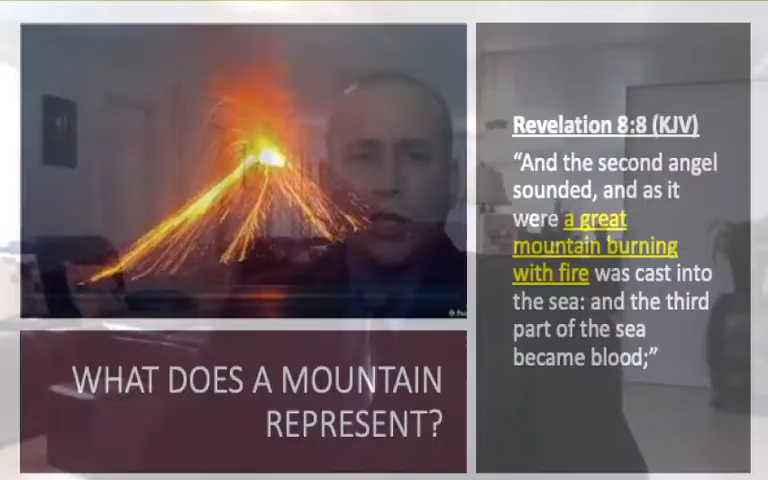 Revelation 8:8 (KJV)
“And the second angel
sounded, and as it
were a great
mountain burning
with fire was cast into
the sea: and the third
part of the sea
became blood;”
WHAT DOES A MOUNTAIN
REPRESENT?